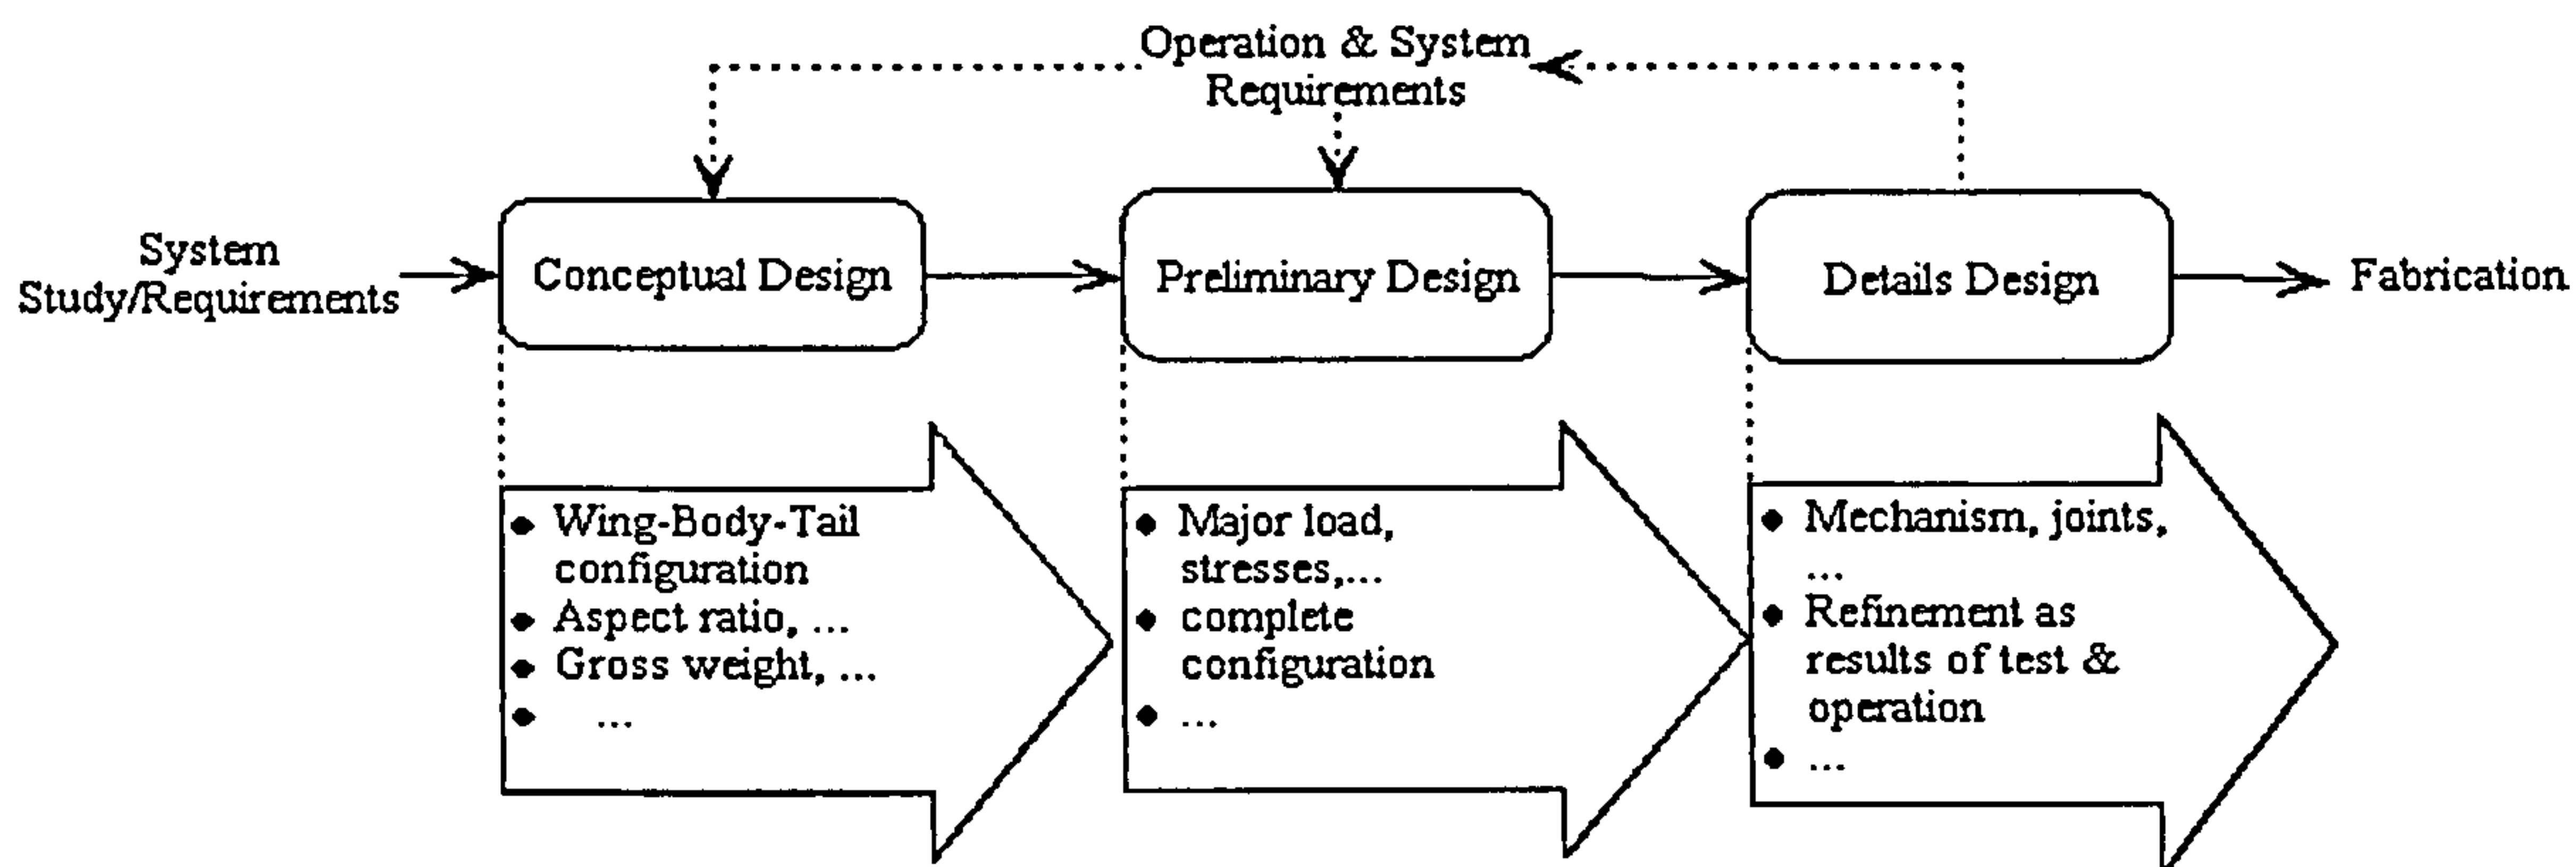 Operation & System
Requirements
System
Study/Requirements
Conceptual Design
Preliminary Design
Details Design
Fabrication
◆ Wing-Body-Tail
configuration
◆ Aspect ratio, ...
◆ Gross weight, ...
◆ ...
◆ Major load,
stresses,...
◆ complete
configuration
◆ ...
◆ Mechanism, joints,
...
◆ Refinement as
results of test &
operation
◆ ...